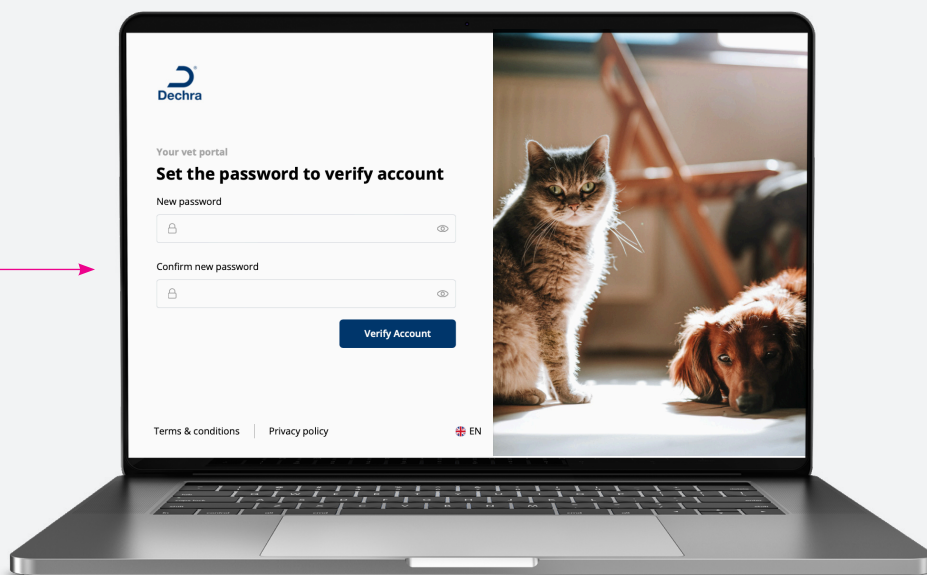 Dechra
Your vet portal
Set the password to verify account
New password
Confirm new password
Verify Account
Terms & conditions
Privacy policy
EN